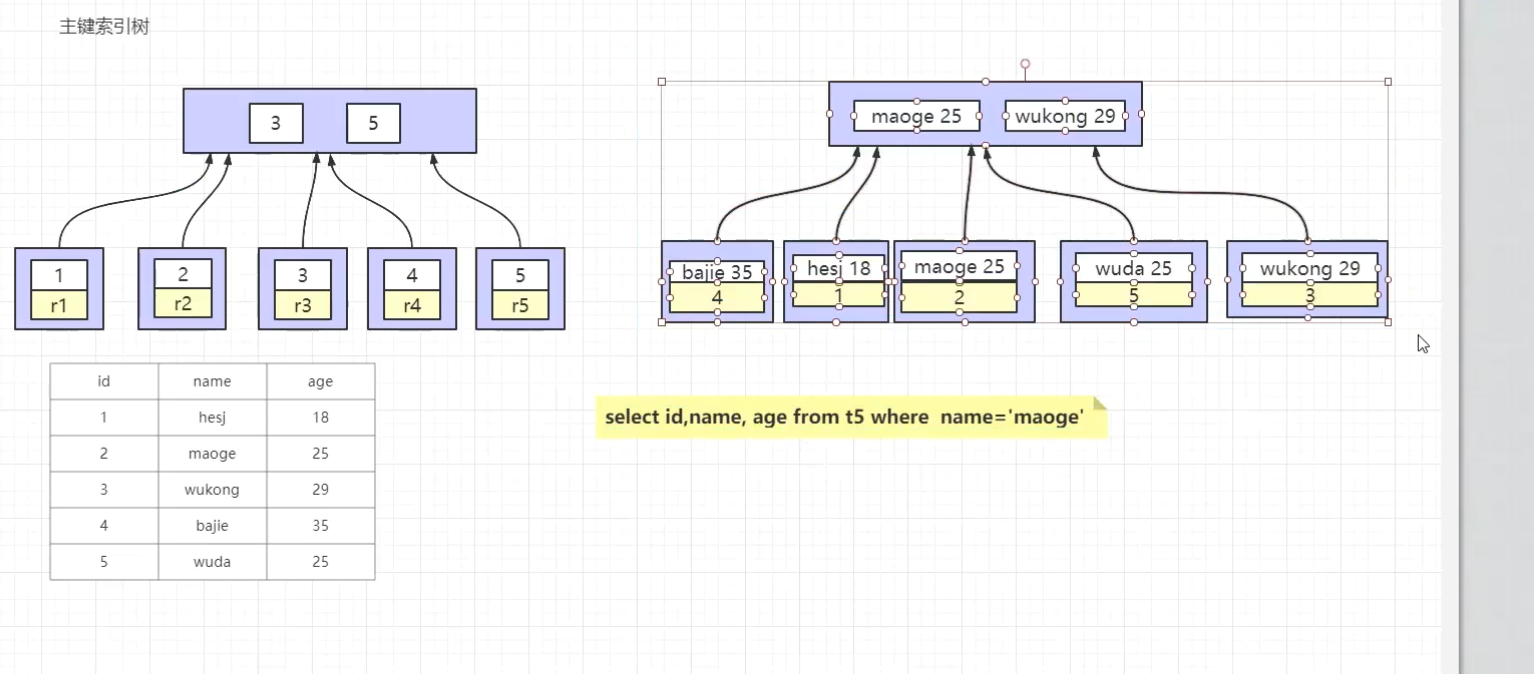 主键索引树
3 5
maoge 25 wukong 29
1 2 3 4 5
r1 r2 r3 r4 r5
bajie 35 hesj 18 maoge 25 wuda 25 wukong 29
4 1 2 5 3
id name age
1 hesj 18
2 maoge 25
3 wukong 29
4 bajie 35
5 wuda 25
select id,name, age from t5 where name='maoge'